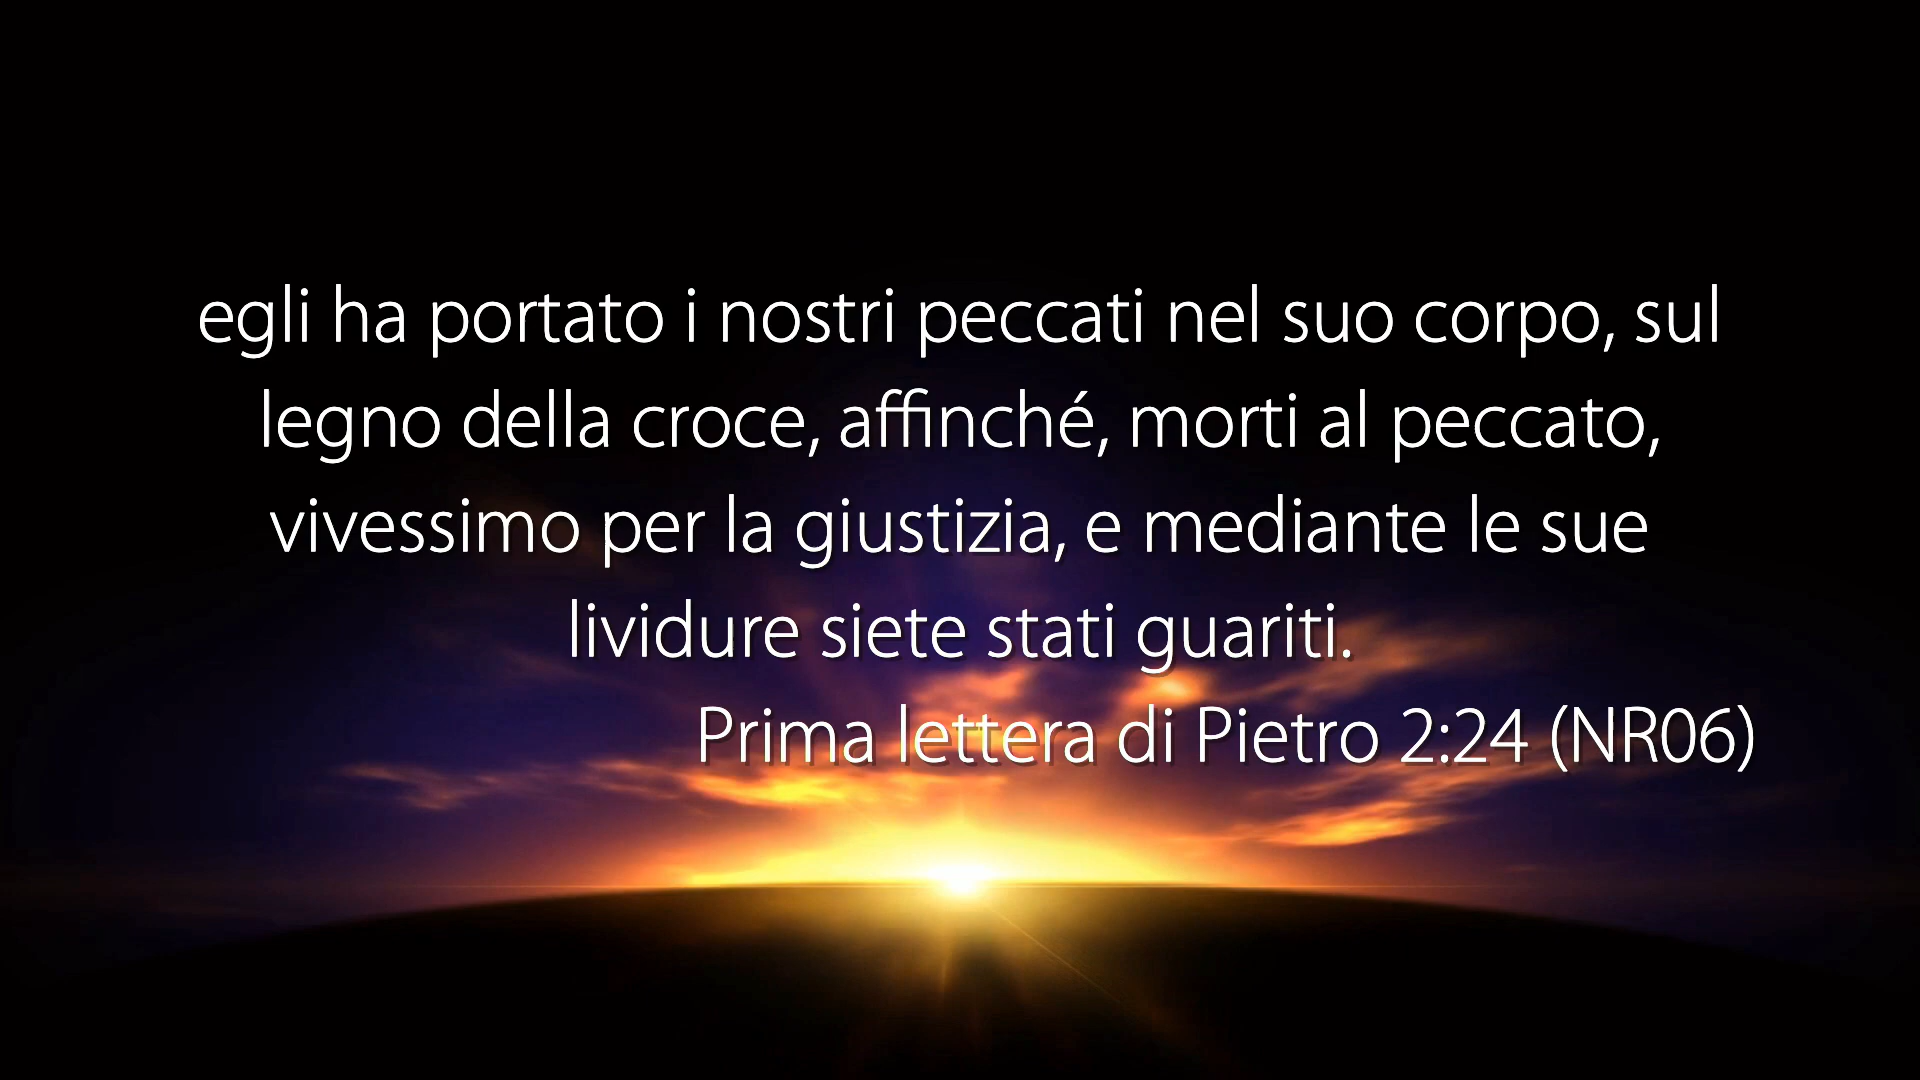 egli ha portato i nostri peccati nel suo corpo, sul
legno della croce, affinché, morti al peccato,
vivessimo per la giustizia, e mediante le sue
lividure siete stati guariti.
Prima lettera di Pietro 2:24 (NR06)